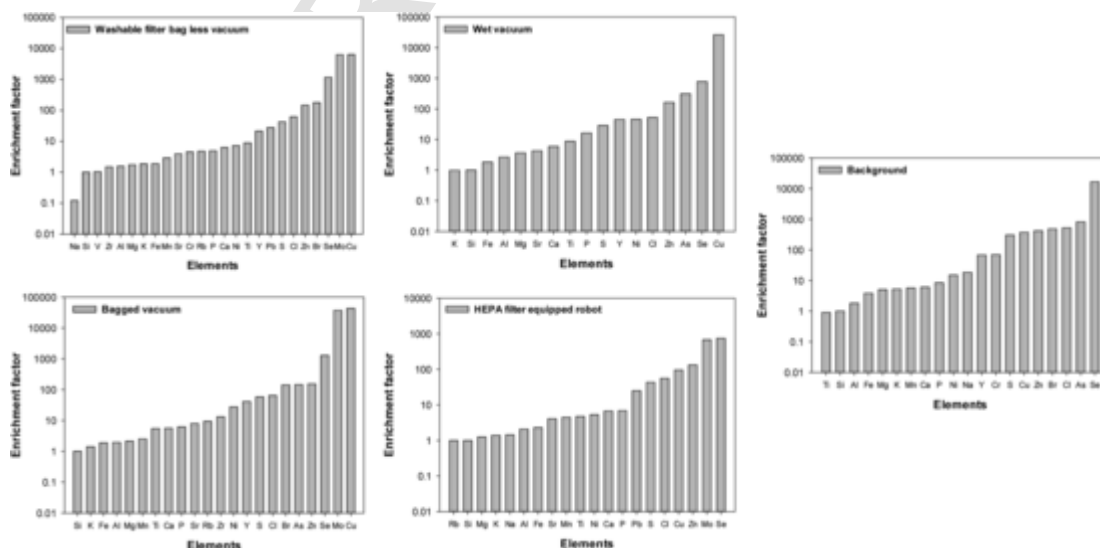 100000
10000
1000
100
10
1
0.1
0.01
Enrichment factor
Washable filter bag less vacuum
Na Si V Zr Al Mg K Fe Mn Sr Cr Rb P Ca Ni Ti Y Pb S Cl Zn Br Se Mo Cu
Elements
100000
10000
1000
100
10
1
0.1
0.01
Enrichment factor
Wet vacuum
K Si Fe Al Mg Sr Ca Ti P S Y Ni Cl Zn As Se Cu
Elements
100000
10000
1000
100
10
1
0.1
0.01
Enrichment factor
Background
Ti Si Al Fe Mg K Mn Ca P Ni Na Y Cr S Cu Zn Br Cl As Se
Elements
100000
10000
1000
100
10
1
0.1
0.01
Enrichment factor
Bagged vacuum
Si K Fe Al Mg Mn Ti Ca P Sr Rb Zr Ni Y S Cl Br As Zn Se Mo Cu
Elements
10000
1000
100
10
1
0.1
0.01
Enrichment factor
HEPA filter equipped robot
Rb Si Mg K Na Al Fe Sr Mn Ti Ni Ca P Pb S Cl Cu Zn Mo Se
Elements